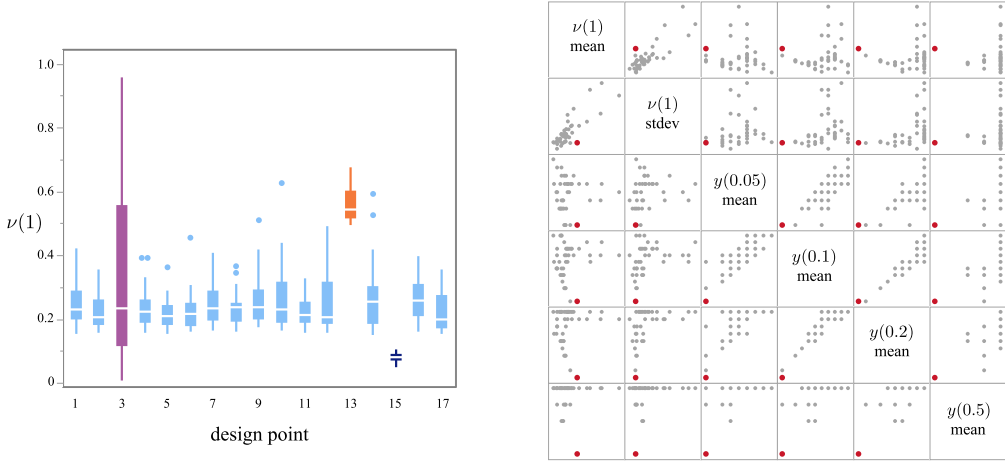 1.0
0.8
0.6
ν(1)
0.4
0.2
0
1 3 5 7 9 11 13 15 17
design point
ν(1)
mean
ν(1)
stdev
y(0.05)
mean
y(0.1)
mean
y(0.2)
mean
y(0.5)
mean